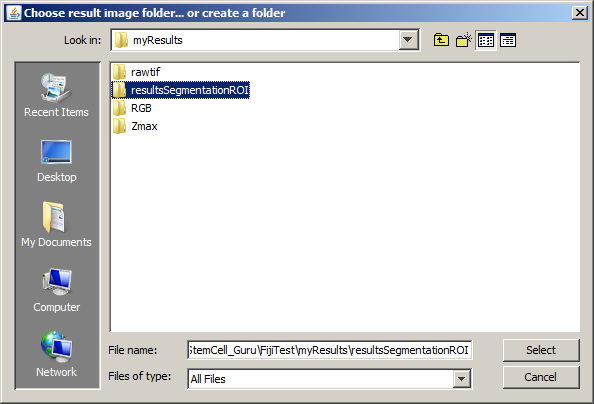 Choose result image folder... or create a folder
Look in: myResults
rawtif
resultsSegmentationROI
RGB
Zmax
Recent Items
Desktop
My Documents
Computer
Network
File name: StemCell_Guru\FijiTest\myResults\resultsSegmentationROI
Select
Files of type: All Files
Cancel